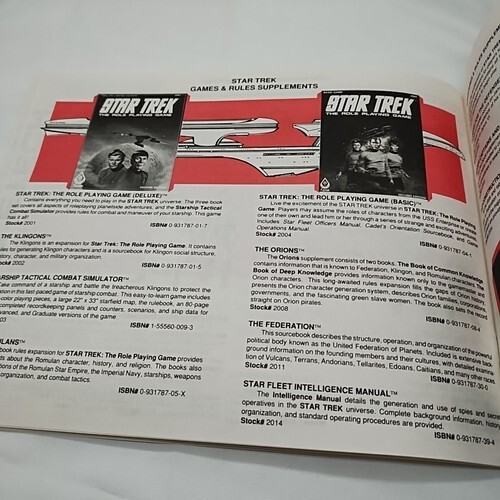 STAR TREK
GAMES & RULES SUPPLEMENTS
STAR TREK
THE ROLE PLAYING GAME
STAR TREK: THE ROLE PLAYING GAME (DELUXE)™
Contains everything you need to play in the STAR TREK universe. The three book
set covers all aspects of roleplaying planetside adventures, and the Starship Tactical
Combat Simulator provides rules for combat and maneuver of your starship. This game
has it all!
Stock# 2001
ISBN# 0-931787-01-7
THE KLINGONS™
The Klingons is an expansion for Star Trek: The Role Playing Game. It contains
rules for generating Klingon characters and is a sourcebook for Klingon social structure,
history, character, and military organization.
2002
ISBN# 0-931787-01-5
TACTICAL COMBAT SIMULATOR™
command of a starship and battle the treacherous Klingons to protect the
in this fast-paced game of starship combat. This easy-to-learn game includes
playing pieces, a large 22" x 33" starfield map, the rulebook, an 80-page
recordkeeping panels and counters, scenarios, and ship data for
Advanced, and Graduate versions of the game.
03
ISBN# 1-55560-009-3
book rules expansion for STAR TREK: The Role Playing Game provides
about the Romulan character, history, and religion. The books also
of the Romulan Star Empire, the Imperial Navy, starships, weapons
organization, and combat tactics.
ISBN# 0-931787-05-X
STAR TREK
THE ROLE PLAYING GAME
STAR TREK: THE ROLE PLAYING GAME (BASIC)™
Live the excitement of the STAR TREK universe in STAR TREK: The Role Playing
Game. Players may assume the roles of characters from the USS Enterprise or create
one of their own and lead him or her through a series of strange and exciting adventures.
Includes: Star Fleet Officers Manual, Cadet's Orientation Sourcebook, and Game
Operations Manual.
Stock# 2004
ISBN# 0-931787-04-1
THE ORIONS™
The Orions supplement consists of two books. The Book of Common Knowledge
contains information that is known to Federation, Klingon, and Romulan characters. The
Book of Deep Knowledge provides information known only to the gamemaster and
Orion characters. This long-awaited rules expansion fills the
presents the Orion character generation system, describes Orion families, corporations,
governments, and the fascinating green slave women. The book also sets the record
straight on Orion pirates.
Stock# 2008
ISBN# 0-931787-08-4
THE FEDERATION™
This sourcebook describes the structure, operation, and organization of the powerful
political body known as the United Federation of Planets. Included is extensive back-
ground information on the founding members and their cultures, with detailed examina-
tion of Vulcans, Terrans, Andorians, Tellarites, Edoans, Caitians, and many other races.
Stock# 2011
ISBN# 0-931787-30-0
STAR FLEET INTELLIGENCE MANUAL™
The Intelligence Manual details the generation and use of spies and secret
operatives in the STAR TREK universe. Complete background information, history,
organization, and standard operating procedures are provided.
Stock# 2014
ISBN# 0-931787-39-4